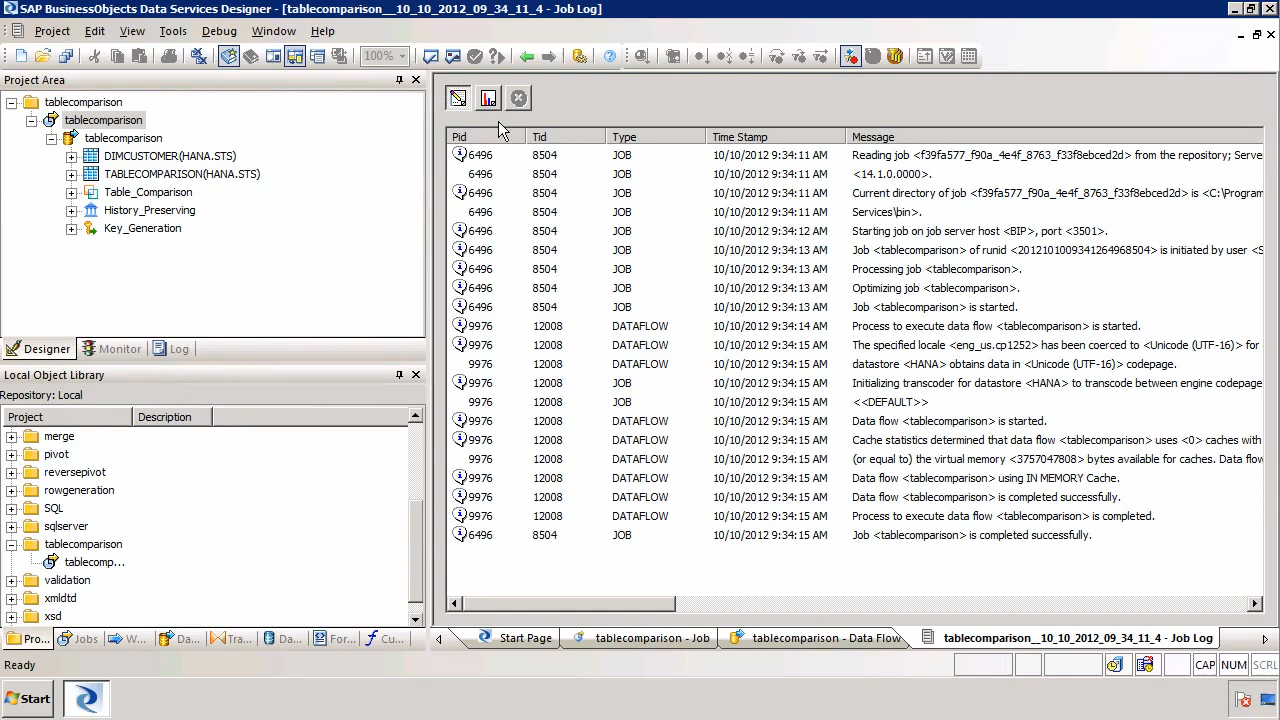 SAP BusinessObjects Data Services Designer - [tablecomparison__10_10_2012_09_34_11_4 - Job Log]
Project Edit View Tools Debug Window Help
100%
Project Area
tablecomparison
tablecomparison
tablecomparison
DIMCUSTOMER(HANA.STS)
TABLECOMPARISON(HANA.STS)
Table_Comparison
History_Preserving
Key_Generation
Designer Monitor Log
Local Object Library
Repository: Local
Project Description
merge
pivot
reversepivot
rowgeneration
SQL
sqlserver
tablecomparison
tablecomp...
validation
xmldtd
xsd
Pro... Jobs W... Da... Tra... Da... For... Cu...
Pid Tid Type Time Stamp Message
6496 8504 JOB 10/10/2012 9:34:11 AM Reading job <f39fa577_f90a_4e4f_8763_f33f8ebced2d> from the repository; Serve
6496 8504 JOB 10/10/2012 9:34:11 AM <14.1.0.0000>.
6496 8504 JOB 10/10/2012 9:34:11 AM Current directory of job <f39fa577_f90a_4e4f_8763_f33f8ebced2d> is <C:\Program
6496 8504 JOB 10/10/2012 9:34:11 AM Services\bin>.
6496 8504 JOB 10/10/2012 9:34:12 AM Starting job on job server host <BIP>, port <3501>.
6496 8504 JOB 10/10/2012 9:34:13 AM Job <tablecomparison> of runid <2012101009341264968504> is initiated by user <S
6496 8504 JOB 10/10/2012 9:34:13 AM Processing job <tablecomparison>.
6496 8504 JOB 10/10/2012 9:34:13 AM Optimizing job <tablecomparison>.
6496 8504 JOB 10/10/2012 9:34:13 AM Job <tablecomparison> is started.
9976 12008 DATAFLOW 10/10/2012 9:34:14 AM Process to execute data flow <tablecomparison> is started.
9976 12008 DATAFLOW 10/10/2012 9:34:15 AM The specified locale <eng_us.cp1252> has been coerced to <Unicode (UTF-16)> for
9976 12008 DATAFLOW 10/10/2012 9:34:15 AM datastore <HANA> obtains data in <Unicode (UTF-16)> codepage.
9976 12008 JOB 10/10/2012 9:34:15 AM Initializing transcoder for datastore <HANA> to transcode between engine codepage
9976 12008 JOB 10/10/2012 9:34:15 AM <<DEFAULT>>
9976 12008 DATAFLOW 10/10/2012 9:34:15 AM Data flow <tablecomparison> is started.
9976 12008 DATAFLOW 10/10/2012 9:34:15 AM Cache statistics determined that data flow <tablecomparison> uses <0> caches with
9976 12008 DATAFLOW 10/10/2012 9:34:15 AM (or equal to) the virtual memory <3757047808> bytes available for caches. Data flow
9976 12008 DATAFLOW 10/10/2012 9:34:15 AM Data flow <tablecomparison> using IN MEMORY Cache.
9976 12008 DATAFLOW 10/10/2012 9:34:15 AM Data flow <tablecomparison> is completed successfully.
9976 12008 DATAFLOW 10/10/2012 9:34:15 AM Process to execute data flow <tablecomparison> is completed.
6496 8504 JOB 10/10/2012 9:34:15 AM Job <tablecomparison> is completed successfully.
Start Page tablecomparison - Job tablecomparison - Data Flow tablecomparison__10_10_2012_09_34_11_4 - Job Log
Ready CAP NUM SCRL
Start